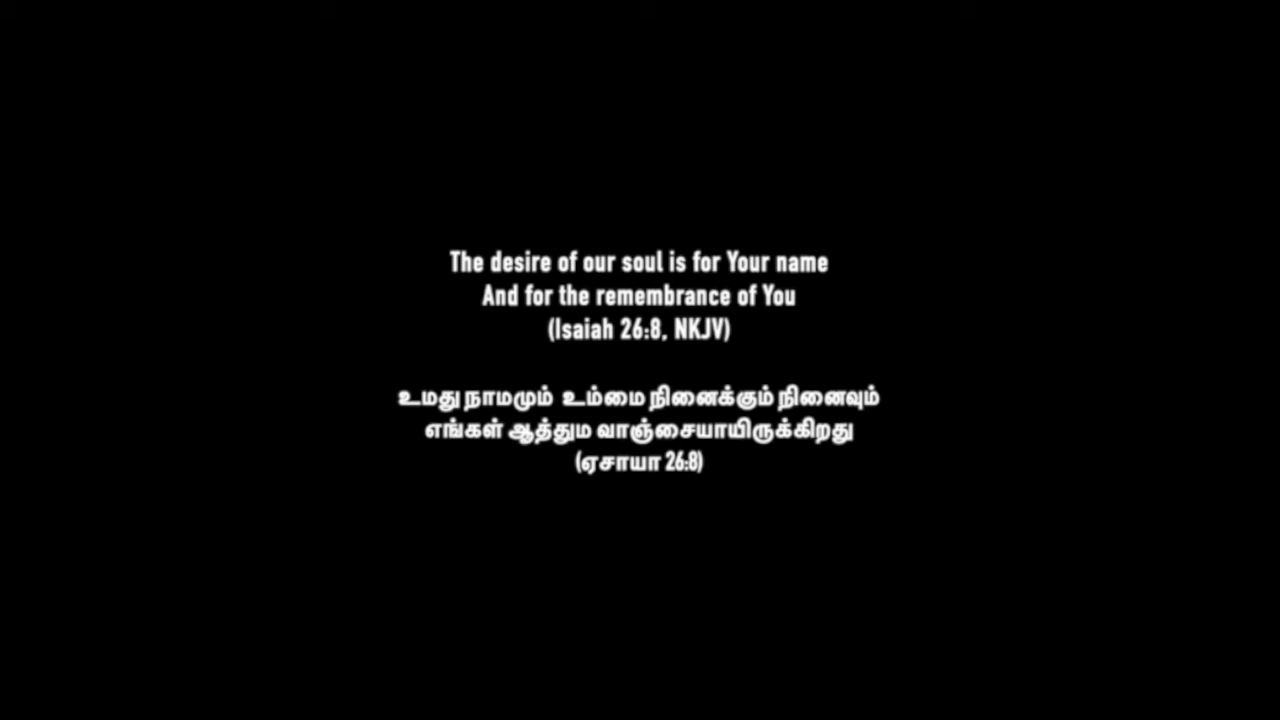 The desire of our soul is for Your name
And for the remembrance of You
(Isaiah 26:8, NKJV)
உமது நாமமும் உம்மை நினைக்கும் நினைவும்
எங்கள் ஆத்தும வாஞ்சையாயிருக்கிறது
(ஏசாயா 26:8)